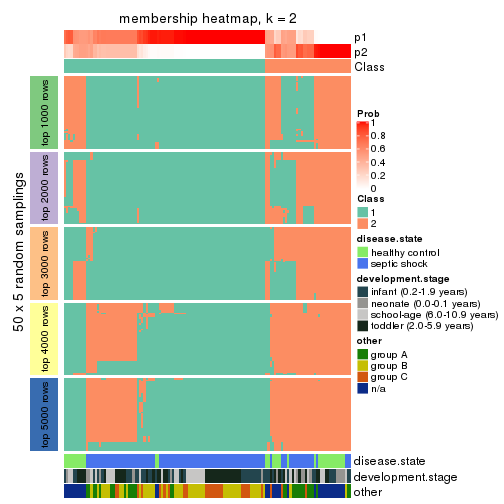 membership heatmap, k = 2
p1
p2
Class
50 x 5 random samplings
top 1000 rows
top 2000 rows
top 3000 rows
top 4000 rows
top 5000 rows
Prob
1
0.8
0.6
0.4
0.2
0
Class
1
2
disease.state
healthy control
septic shock
development.stage
infant (0.2-1.9 years)
neonate (0.0-0.1 years)
school-age (6.0-10.9 years)
toddler (2.0-5.9 years)
other
group A
group B
group C
n/a
disease.state
development.stage
other